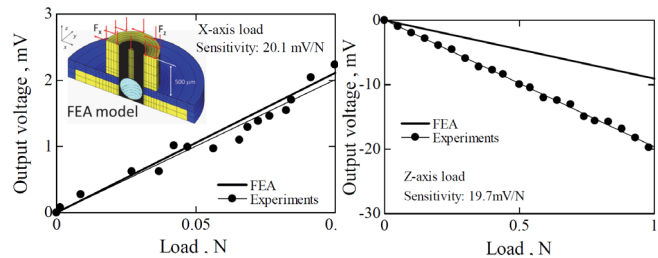 X-axis load
Sensitivity: 20.1 mV/N
Fx
Fz
z
y
x
500 μm
FEA model
FEA
Experiments
Output voltage , mV
3
2
1
0
0
0.05
0.
Load , N
Output voltage , mV
0
-10
-20
-30
FEA
Experiments
Z-axis load
Sensitivity: 19.7mV/N
0
0.5
1
Load , N